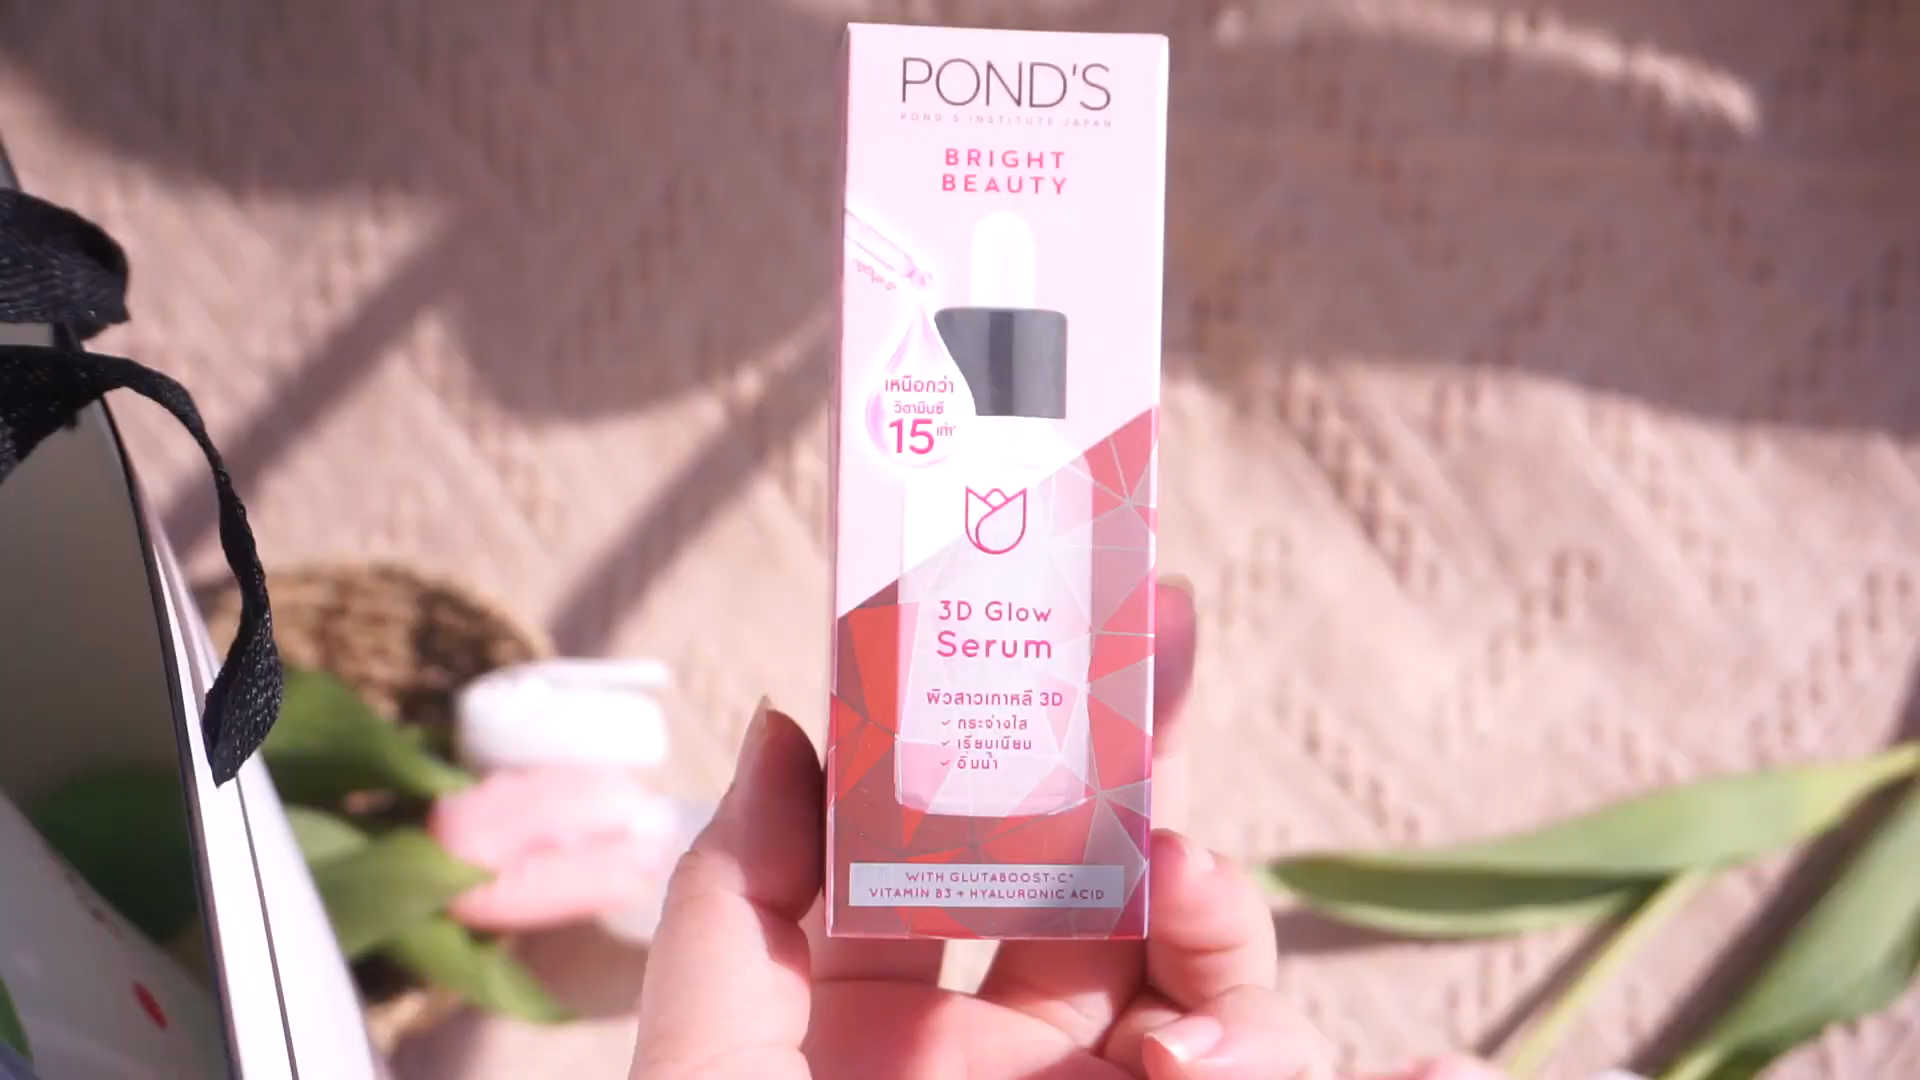 POND'S
POND'S INSTITUTE JAPAN
BRIGHT
BEAUTY
เหนือกว่า
วิตามินซี
15 เท่า*
3D Glow
Serum
ผิวสาวเกาหลี 3D
✓ กระจ่างใส
✓ เรียบเนียน
✓ อิ่มน้ำ
WITH GLUTABOOST-C*
VITAMIN B3 + HYALURONIC ACID